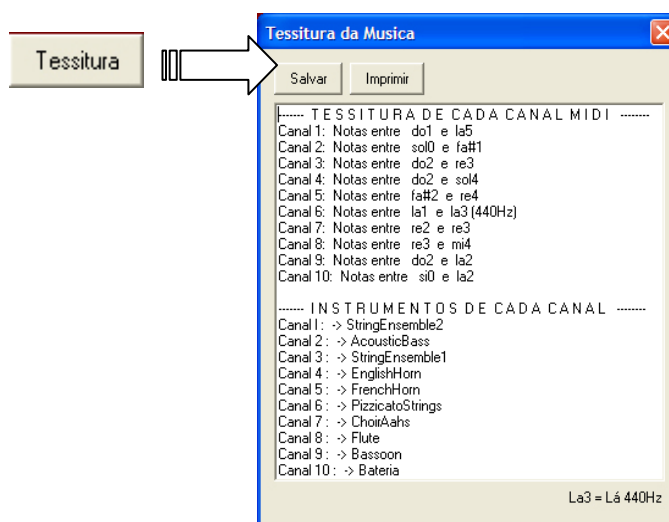 Tessitura
Tessitura da Musica
Salvar
Imprimir
------ T E S S I T U R A D E C A D A C A N A L M I D I -------
Canal 1: Notas entre do1 e la5
Canal 2: Notas entre sol0 e fa#1
Canal 3: Notas entre do2 e re3
Canal 4: Notas entre do2 e sol4
Canal 5: Notas entre fa#2 e re4
Canal 6: Notas entre la1 e la3 (440Hz)
Canal 7: Notas entre re2 e re3
Canal 8: Notas entre re3 e mi4
Canal 9: Notas entre do2 e la2
Canal 10: Notas entre si0 e la2
------- I N S T R U M E N T O S D E C A D A C A N A L -------
Canal l : -> StringEnsemble2
Canal 2 : -> AcousticBass
Canal 3 : -> StringEnsemble1
Canal 4 : -> EnglishHorn
Canal 5 : -> FrenchHorn
Canal 6 : -> PizzicatoStrings
Canal 7 : -> ChoirAahs
Canal 8 : -> Flute
Canal 9 : -> Bassoon
Canal 10 : -> Bateria
La3 = Lá 440Hz